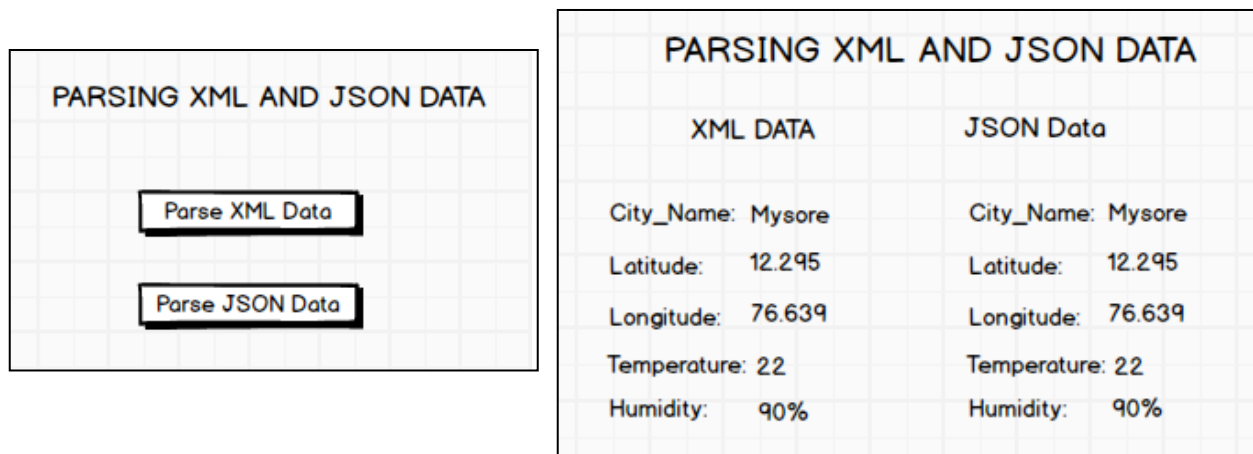 PARSING XML AND JSON DATA
Parse XML Data
Parse JSON Data
PARSING XML AND JSON DATA
XML DATA JSON Data
City_Name: Mysore City_Name: Mysore
Latitude: 12.295 Latitude: 12.295
Longitude: 76.639 Longitude: 76.639
Temperature: 22 Temperature: 22
Humidity: 90% Humidity: 90%